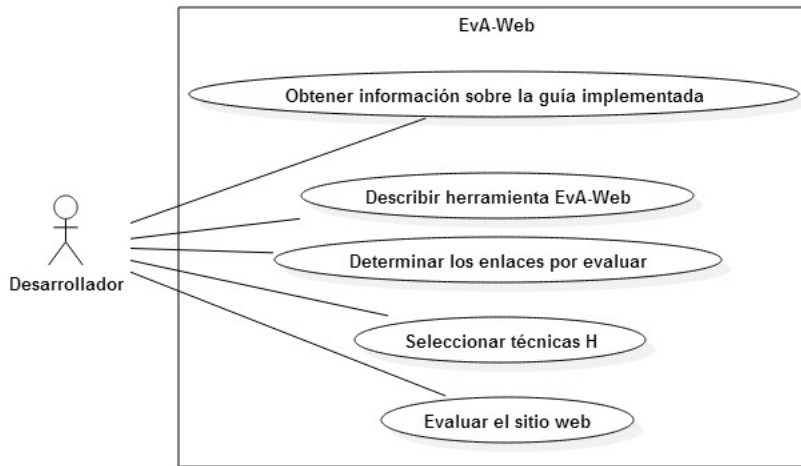 EvA-Web
Obtener información sobre la guía implementada
Describir herramienta EvA-Web
Determinar los enlaces por evaluar
Desarrollador
Seleccionar técnicas H
Evaluar el sitio web